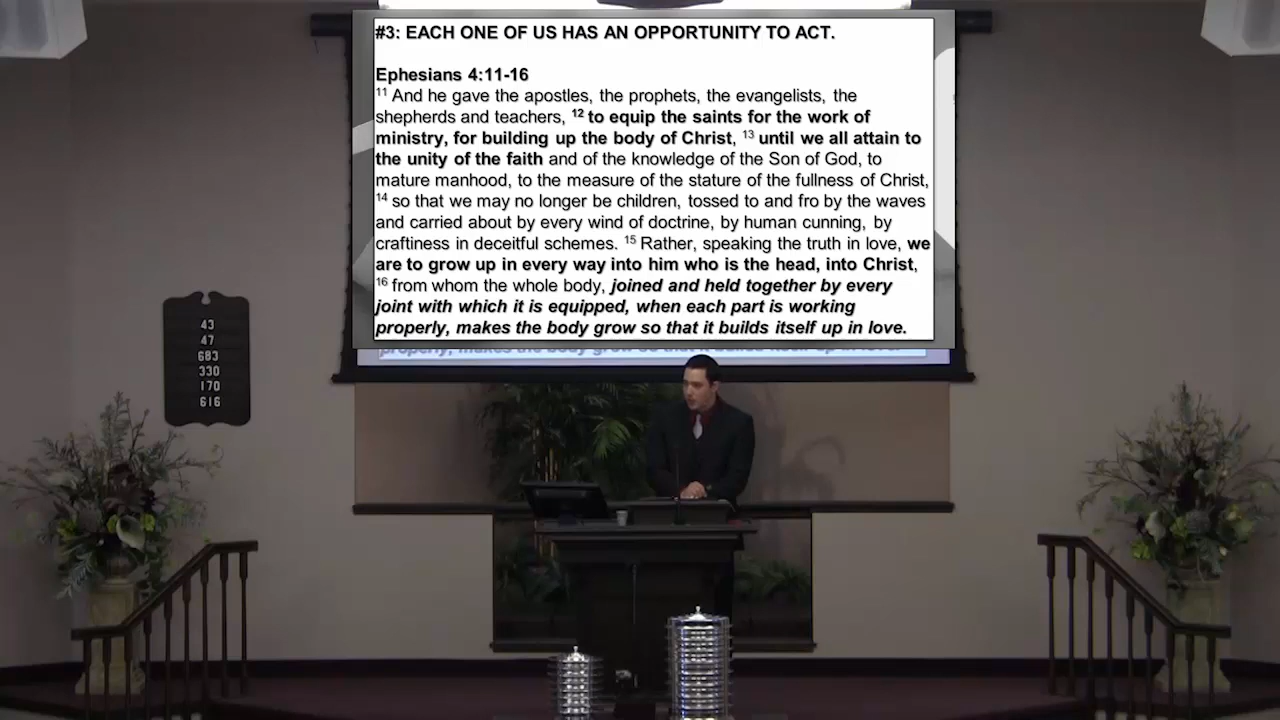 #3: EACH ONE OF US HAS AN OPPORTUNITY TO ACT.
Ephesians 4:11-16
11 And he gave the apostles, the prophets, the evangelists, the
shepherds and teachers, 12 to equip the saints for the work of
ministry, for building up the body of Christ, 13 until we all attain to
the unity of the faith and of the knowledge of the Son of God, to
mature manhood, to the measure of the stature of the fullness of Christ,
14 so that we may no longer be children, tossed to and fro by the waves
and carried about by every wind of doctrine, by human cunning, by
craftiness in deceitful schemes. 15 Rather, speaking the truth in love, we
are to grow up in every way into him who is the head, into Christ,
16 from whom the whole body, joined and held together by every
joint with which it is equipped, when each part is working
properly, makes the body grow so that it builds itself up in love.
43
47
683
330
170
616